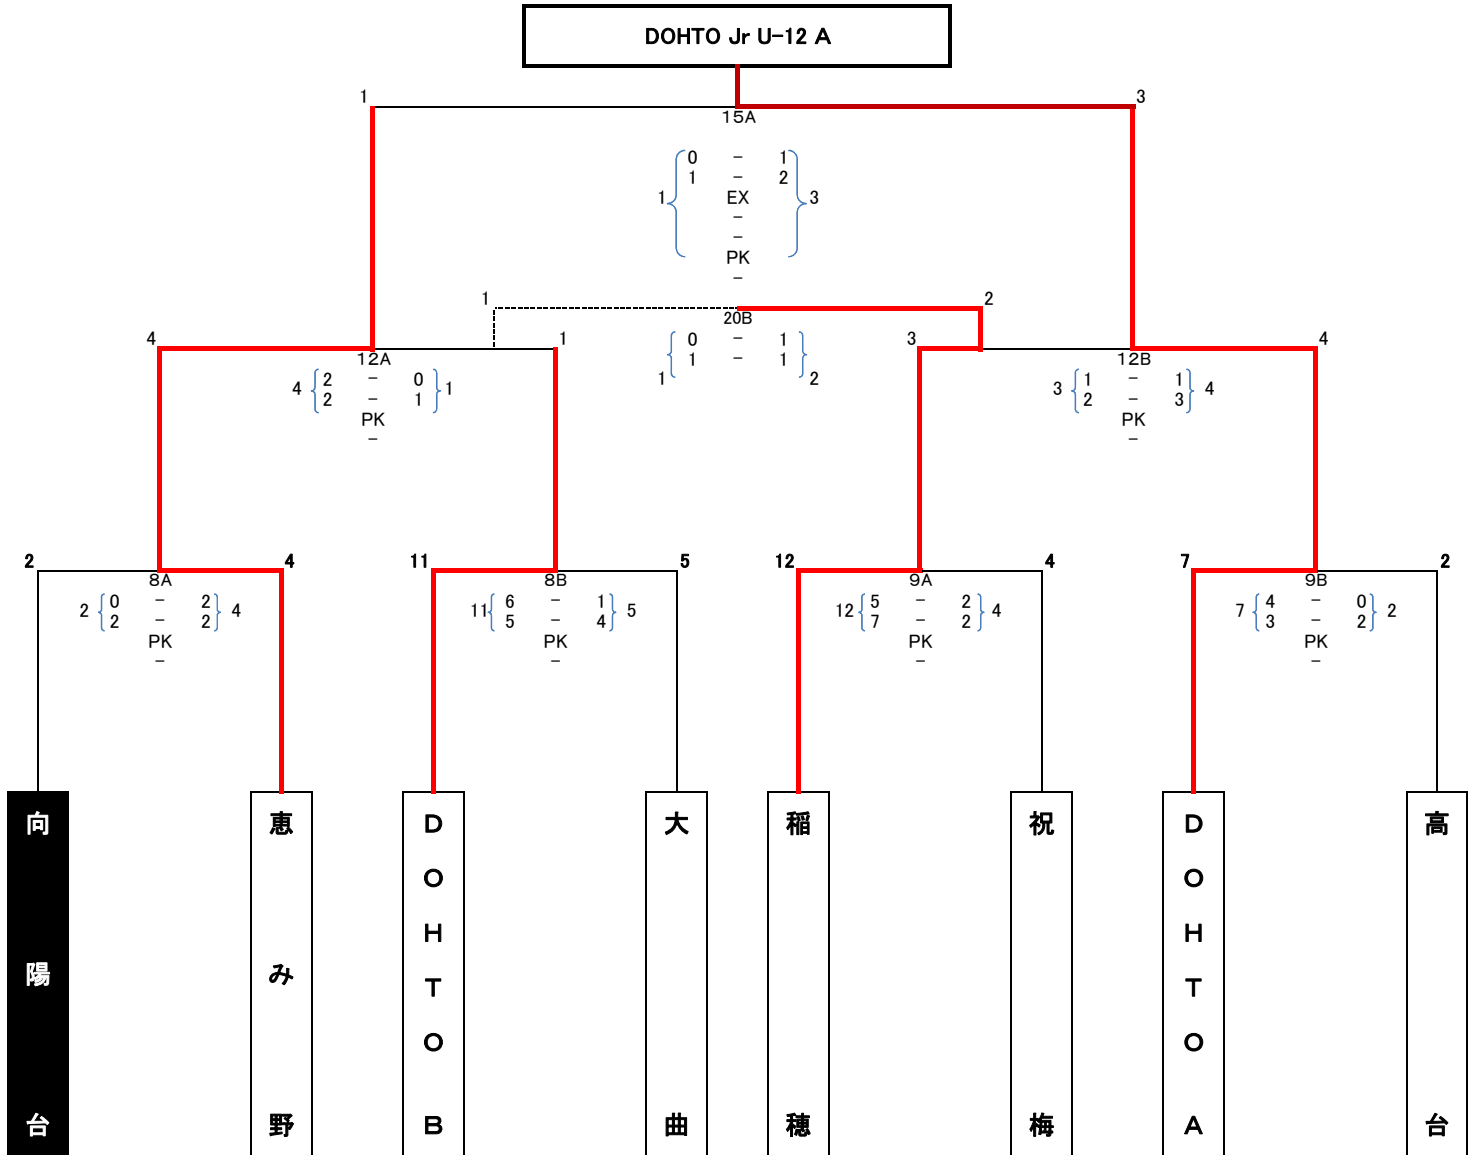 DOHTO Jr U-12 A
1 3
15A
0 - 1
1 - 2
1 EX 3
-
-
PK
-
1 2
20B
0 - 1
1 - 1
1 2
4 1
12A
4 2 - 0 1
2 - 1
PK
-
3 4
12B
3 1 - 1 4
2 - 3
PK
-
2 4
8A
2 0 - 2 4
2 - 2
PK
-
11 5
8B
11 6 - 1 5
5 - 4
PK
-
12 4
9A
12 5 - 2 4
7 - 2
PK
-
7 2
9B
7 4 - 0 2
3 - 2
PK
-
向陽台
恵み野
DOHTO B
大曲
稲穂
祝梅
DOHTO A
高台